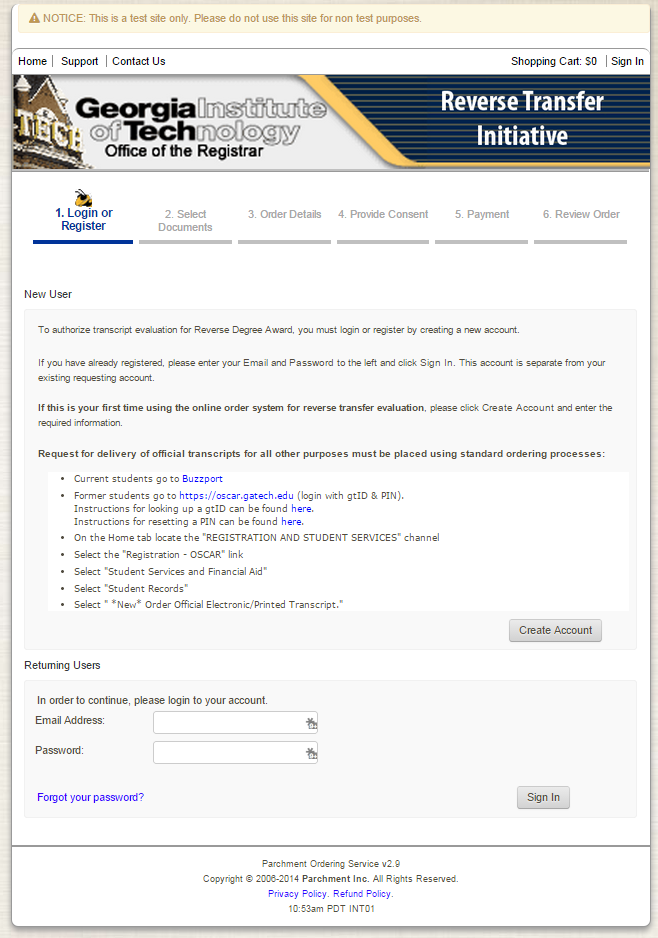 NOTICE: This is a test site only. Please do not use this site for non test purposes.
Home | Support | Contact Us
Shopping Cart: $0 | Sign In
TECH
Georgia Institute
of Technology
Office of the Registrar
Reverse Transfer
Initiative
1. Login or
Register
2. Select
Documents
3. Order Details
4. Provide Consent
5. Payment
6. Review Order
New User
To authorize transcript evaluation for Reverse Degree Award, you must login or register by creating a new account.
If you have already registered, please enter your Email and Password to the left and click Sign In. This account is separate from your
existing requesting account.
If this is your first time using the online order system for reverse transfer evaluation, please click Create Account and enter the
required information.
Request for delivery of official transcripts for all other purposes must be placed using standard ordering processes:
• Current students go to Buzzport
• Former students go to https://oscar.gatech.edu (login with gtID & PIN).
Instructions for looking up a gtID can be found here.
Instructions for resetting a PIN can be found here.
• On the Home tab locate the "REGISTRATION AND STUDENT SERVICES" channel
• Select the "Registration - OSCAR" link
• Select "Student Services and Financial Aid"
• Select "Student Records"
• Select " *New* Order Official Electronic/Printed Transcript."
Create Account
Returning Users
In order to continue, please login to your account.
Email Address:
Password:
Forgot your password?
Sign In
Parchment Ordering Service v2.9
Copyright © 2006-2014 Parchment Inc. All Rights Reserved.
Privacy Policy. Refund Policy.
10:53am PDT INT01